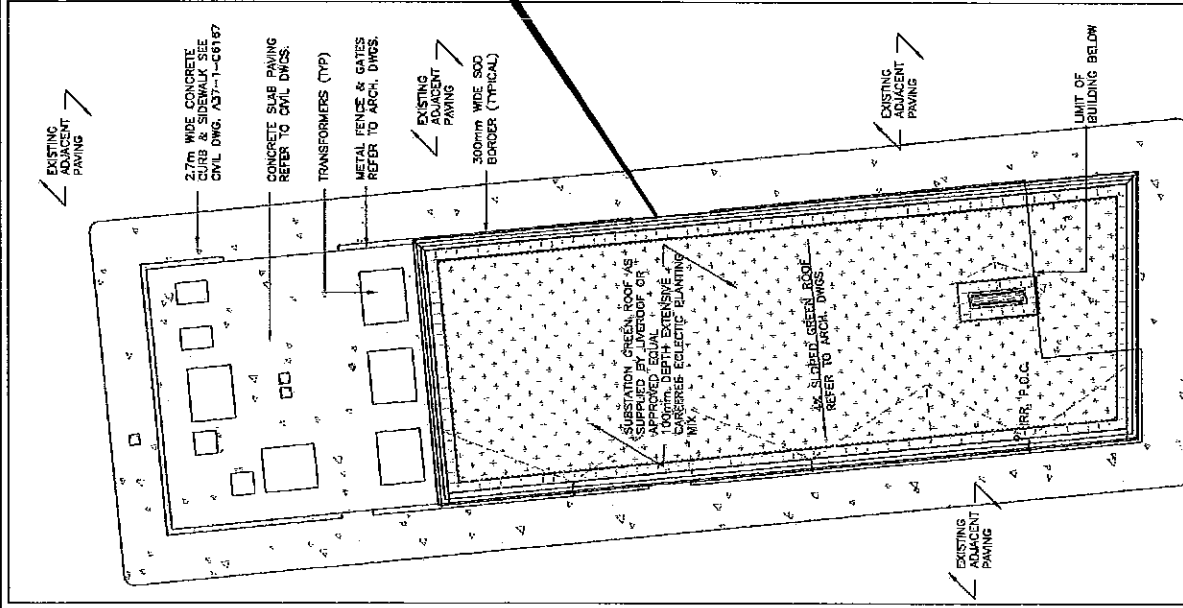 EXISTING
ADJACENT
PAVING
2.7m WIDE CONCRETE
CURB & SIDEWALK SEE
CIVIL DWG. A37-1-C6167
CONCRETE SLAB PAVING
REFER TO CIVIL DWGS.
TRANSFORMERS (TYP)
METAL FENCE & GATES
REFER TO ARCH. DWGS.
EXISTING
ADJACENT
PAVING
300mm WIDE SOD
BORDER (TYPICAL)
SUBSTATION GREEN ROOF AS
SUPPLIED BY LIVEROOF OR
APPROVED EQUAL
100mm. DEPTH EXTENSIVE
CAREFREE ECLECTIC PLANTING
MIX
EXISTING
ADJACENT
PAVING
SLOPED GREEN ROOF
REFER TO ARCH. DWGS.
P.O.C.
LIMIT OF
BUILDING BELOW
EXISTING
ADJACENT
PAVING